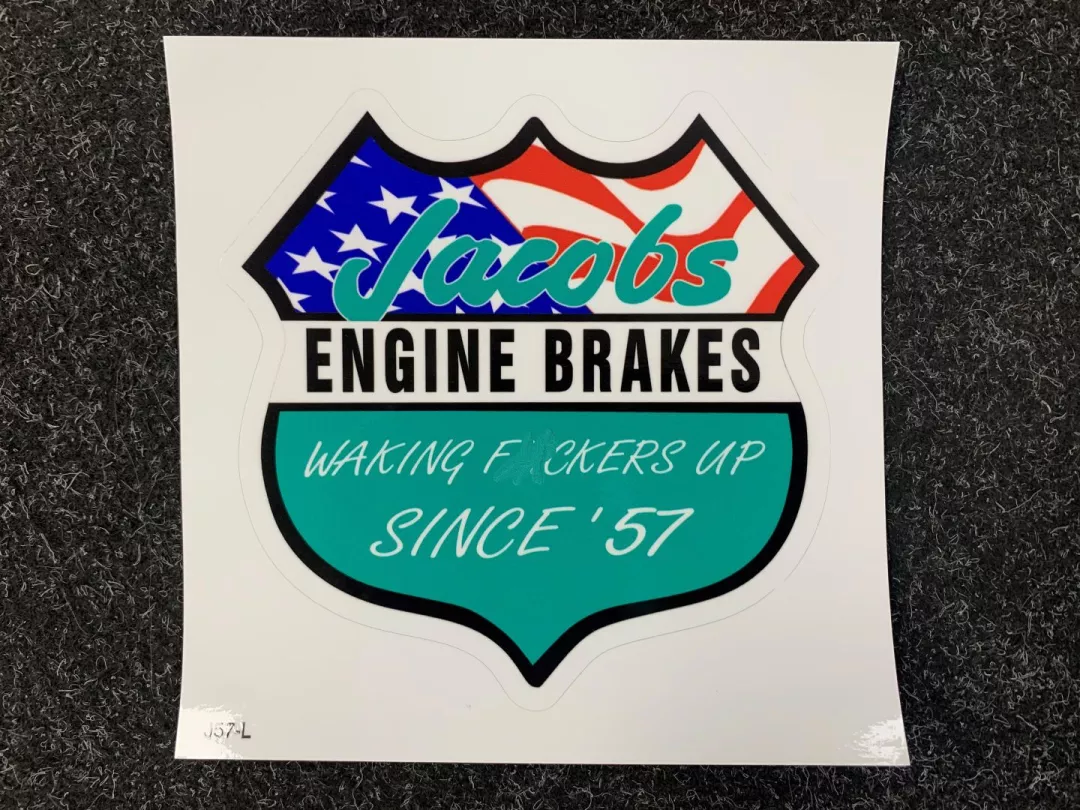 Jacobs
ENGINE BRAKES
WAKING F CKERS UP
SINCE '57
J57-L